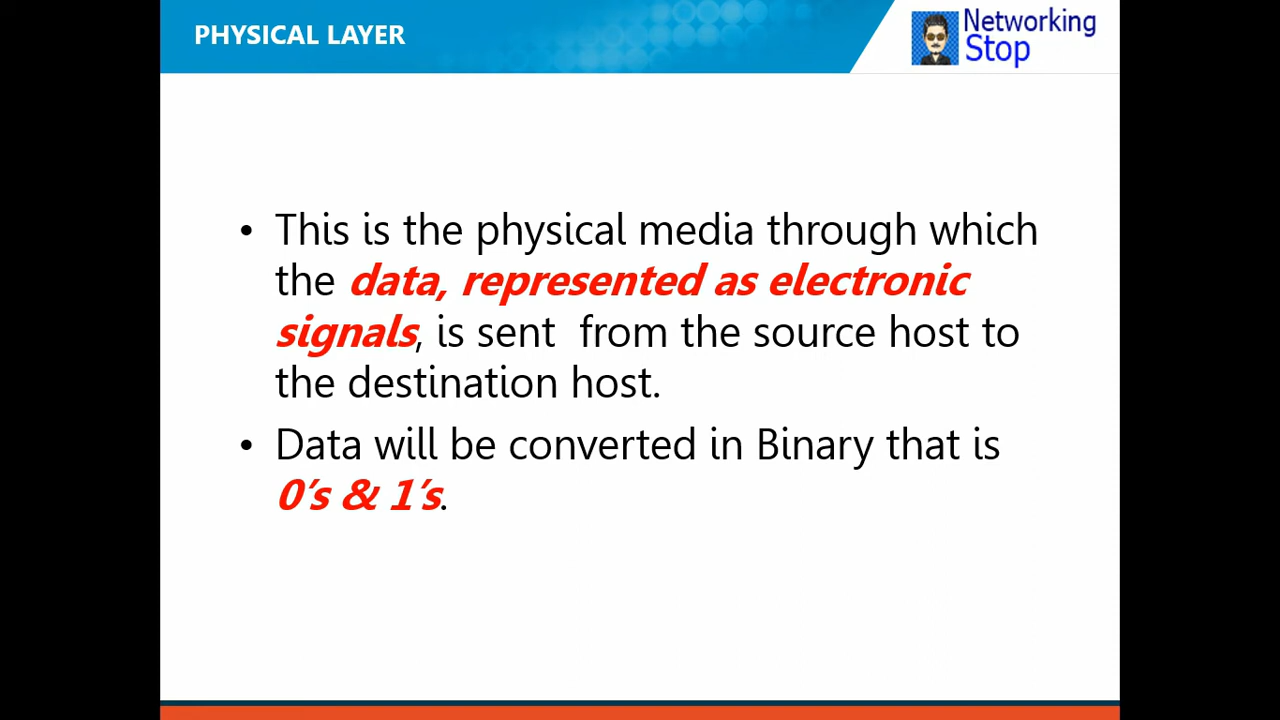 PHYSICAL LAYER
Networking
Stop
• This is the physical media through which
the data, represented as electronic
signals, is sent  from the source host to
the destination host.
• Data will be converted in Binary that is
0’s & 1’s.